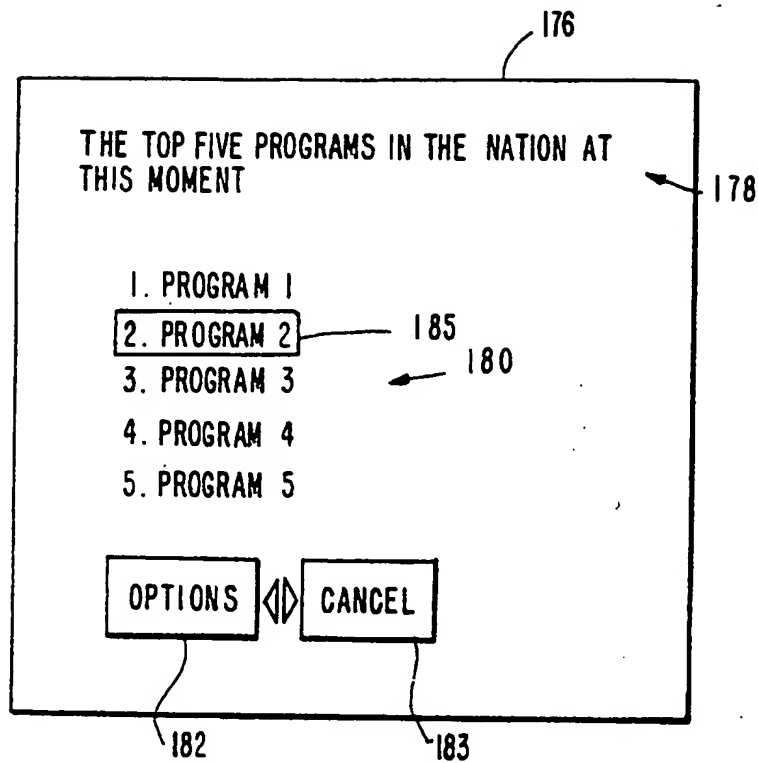 176
THE TOP FIVE PROGRAMS IN THE NATION AT
THIS MOMENT
178
1. PROGRAM 1
2. PROGRAM 2
185
3. PROGRAM 3
180
4. PROGRAM 4
5. PROGRAM 5
OPTIONS CANCEL
182
183